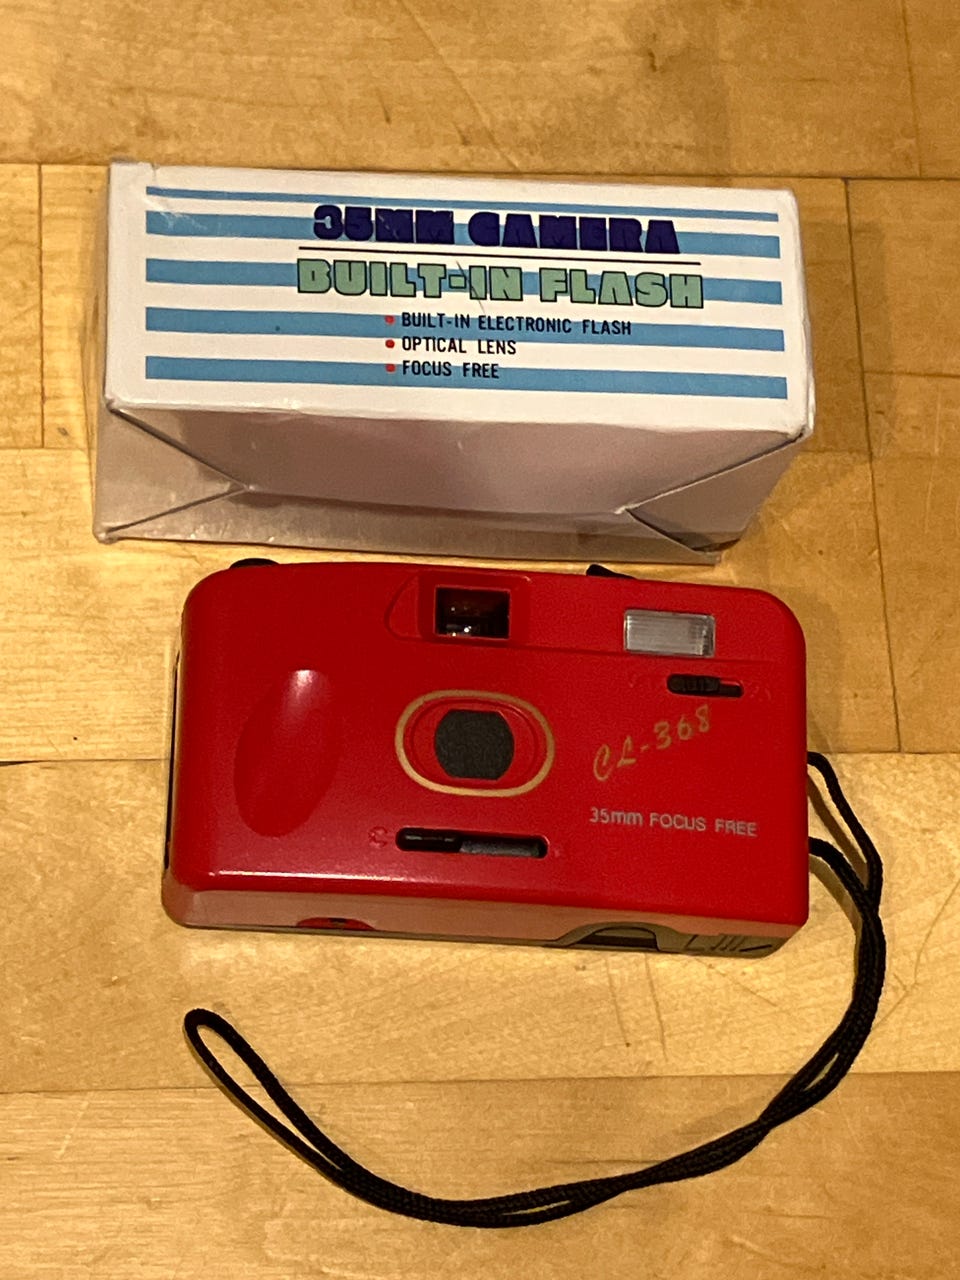 35MM CAMERA
BUILT-IN FLASH
• BUILT-IN ELECTRONIC FLASH
• OPTICAL LENS
• FOCUS FREE
CL-368
35mm FOCUS FREE